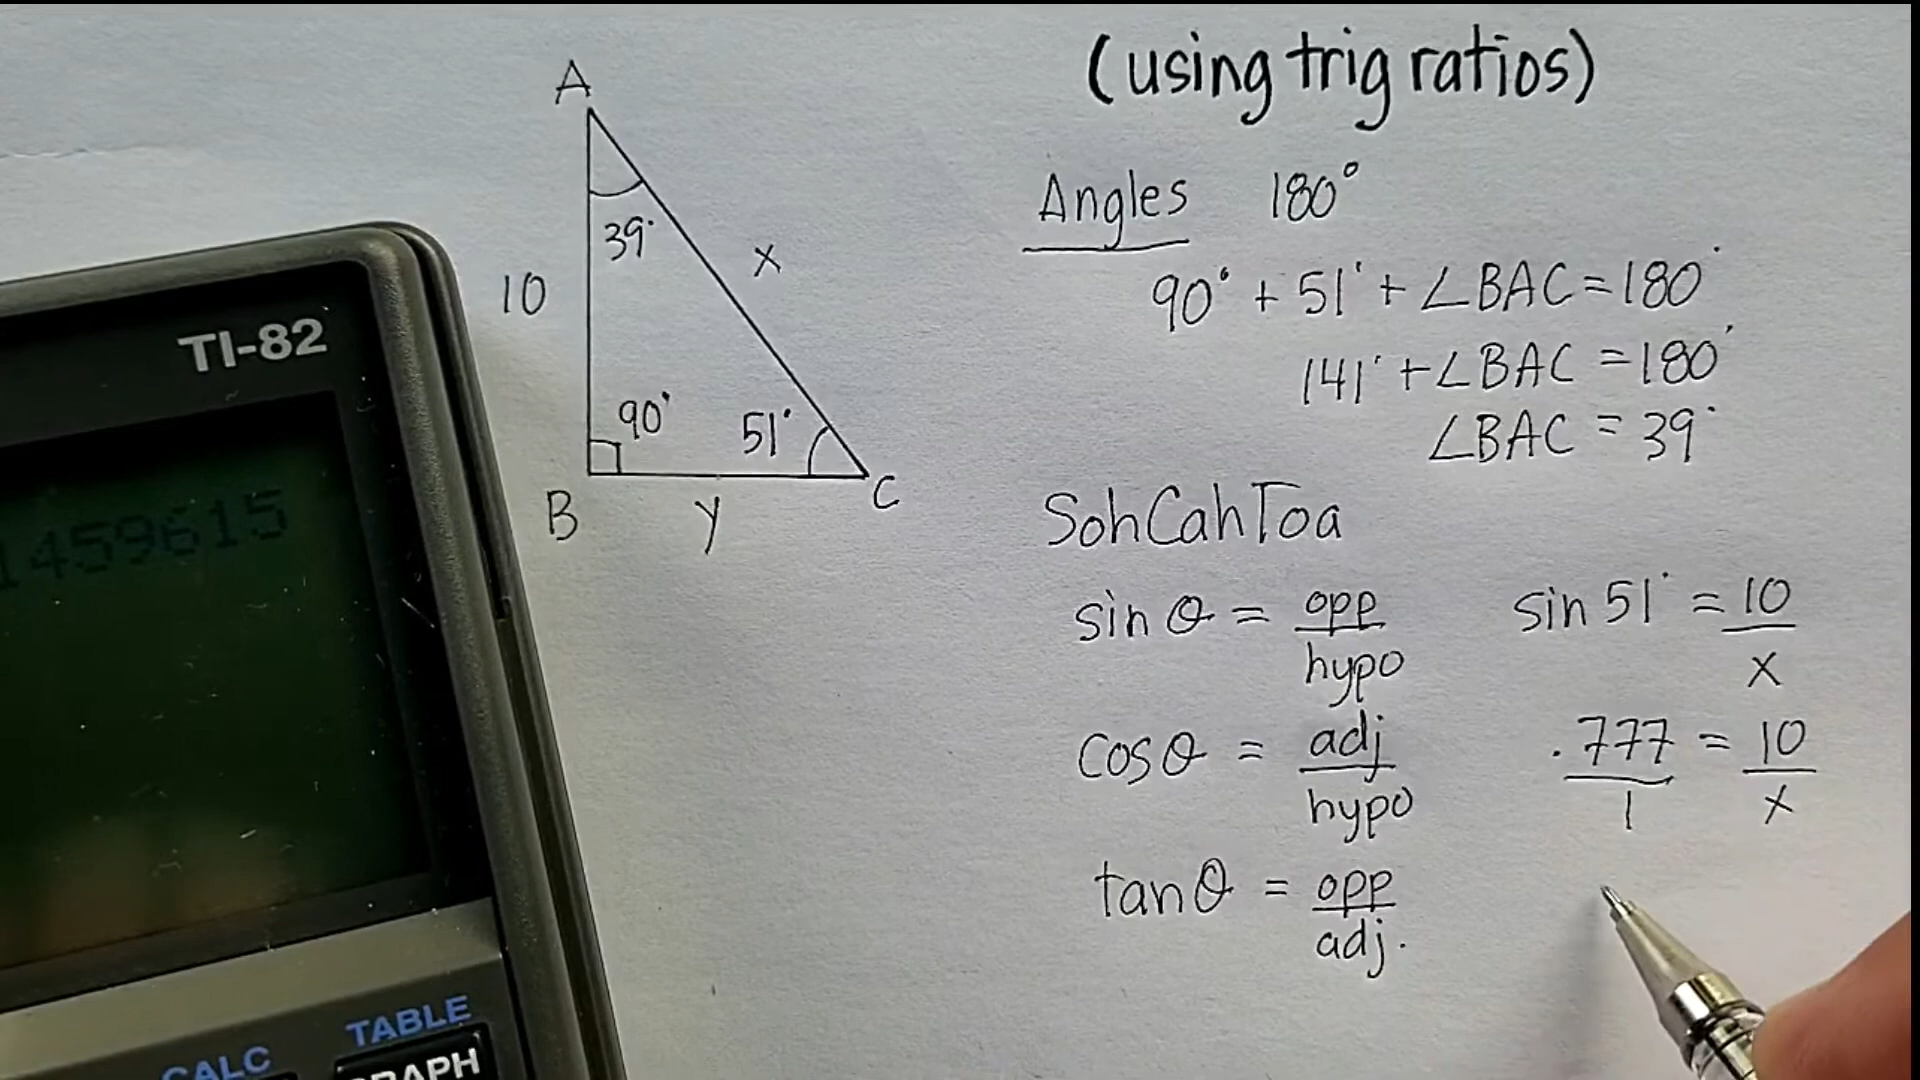 (using trig ratios)
A
39°
10
x
90°
51°
B
y
C
Angles 180°
90° + 51° + ∠BAC = 180°
141° + ∠BAC = 180°
∠BAC = 39°
SohCahToa
sin θ = opp/hypo
sin 51° = 10/x
cos θ = adj/hypo
.777/1 = 10/x
tan θ = opp/adj.
TI-82
1459615
TABLE
CALC